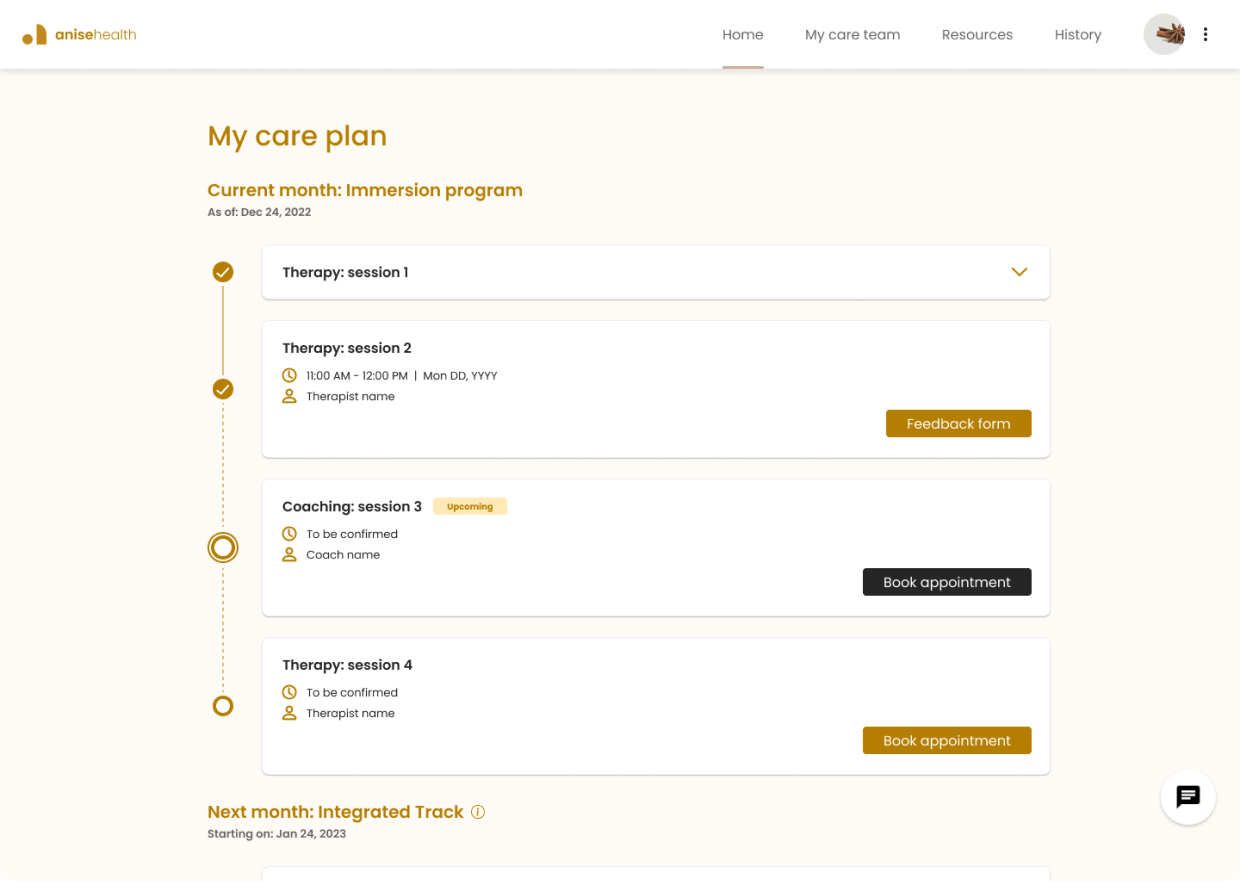 anisehealth
Home
My care team
Resources
History
My care plan
Current month: Immersion program
As of: Dec 24, 2022
Therapy: session 1
Therapy: session 2
11:00 AM - 12:00 PM | Mon DD, YYYY
Therapist name
Feedback form
Coaching: session 3
Upcoming
To be confirmed
Coach name
Book appointment
Therapy: session 4
To be confirmed
Therapist name
Book appointment
Next month: Integrated Track
Starting on: Jan 24, 2023